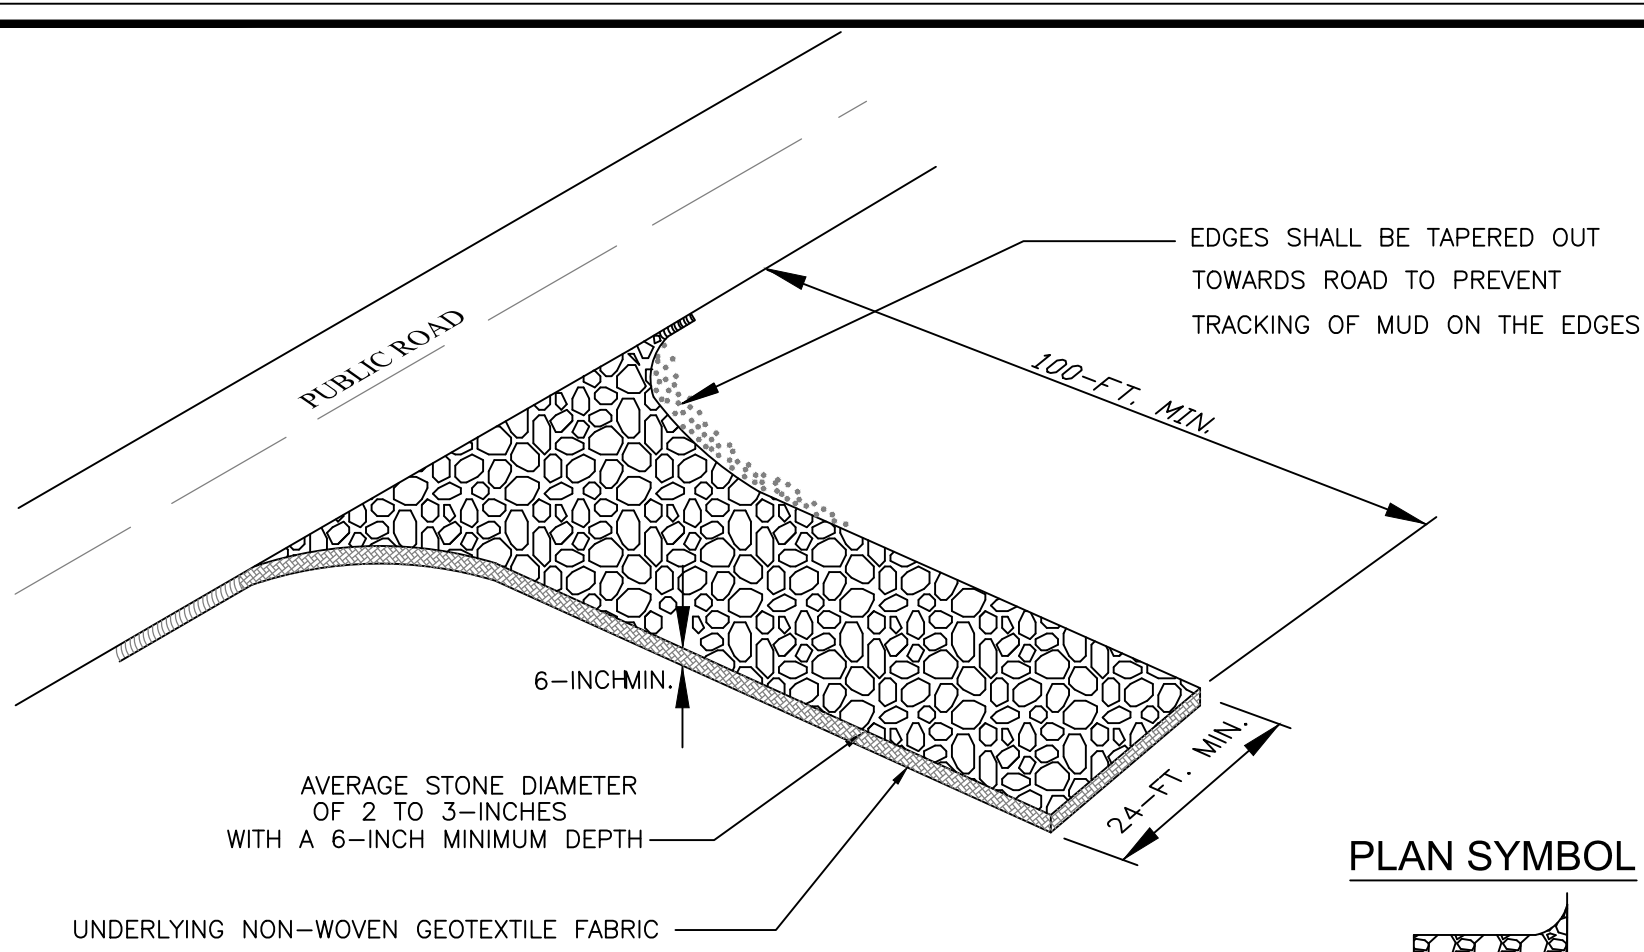 EDGES SHALL BE TAPERED OUT
TOWARDS ROAD TO PREVENT
TRACKING OF MUD ON THE EDGES
PUBLIC ROAD
100-FT. MIN.
6-INCH MIN.
24-FT. MIN.
AVERAGE STONE DIAMETER
OF 2 TO 3-INCHES
WITH A 6-INCH MINIMUM DEPTH
UNDERLYING NON-WOVEN GEOTEXTILE FABRIC
PLAN SYMBOL